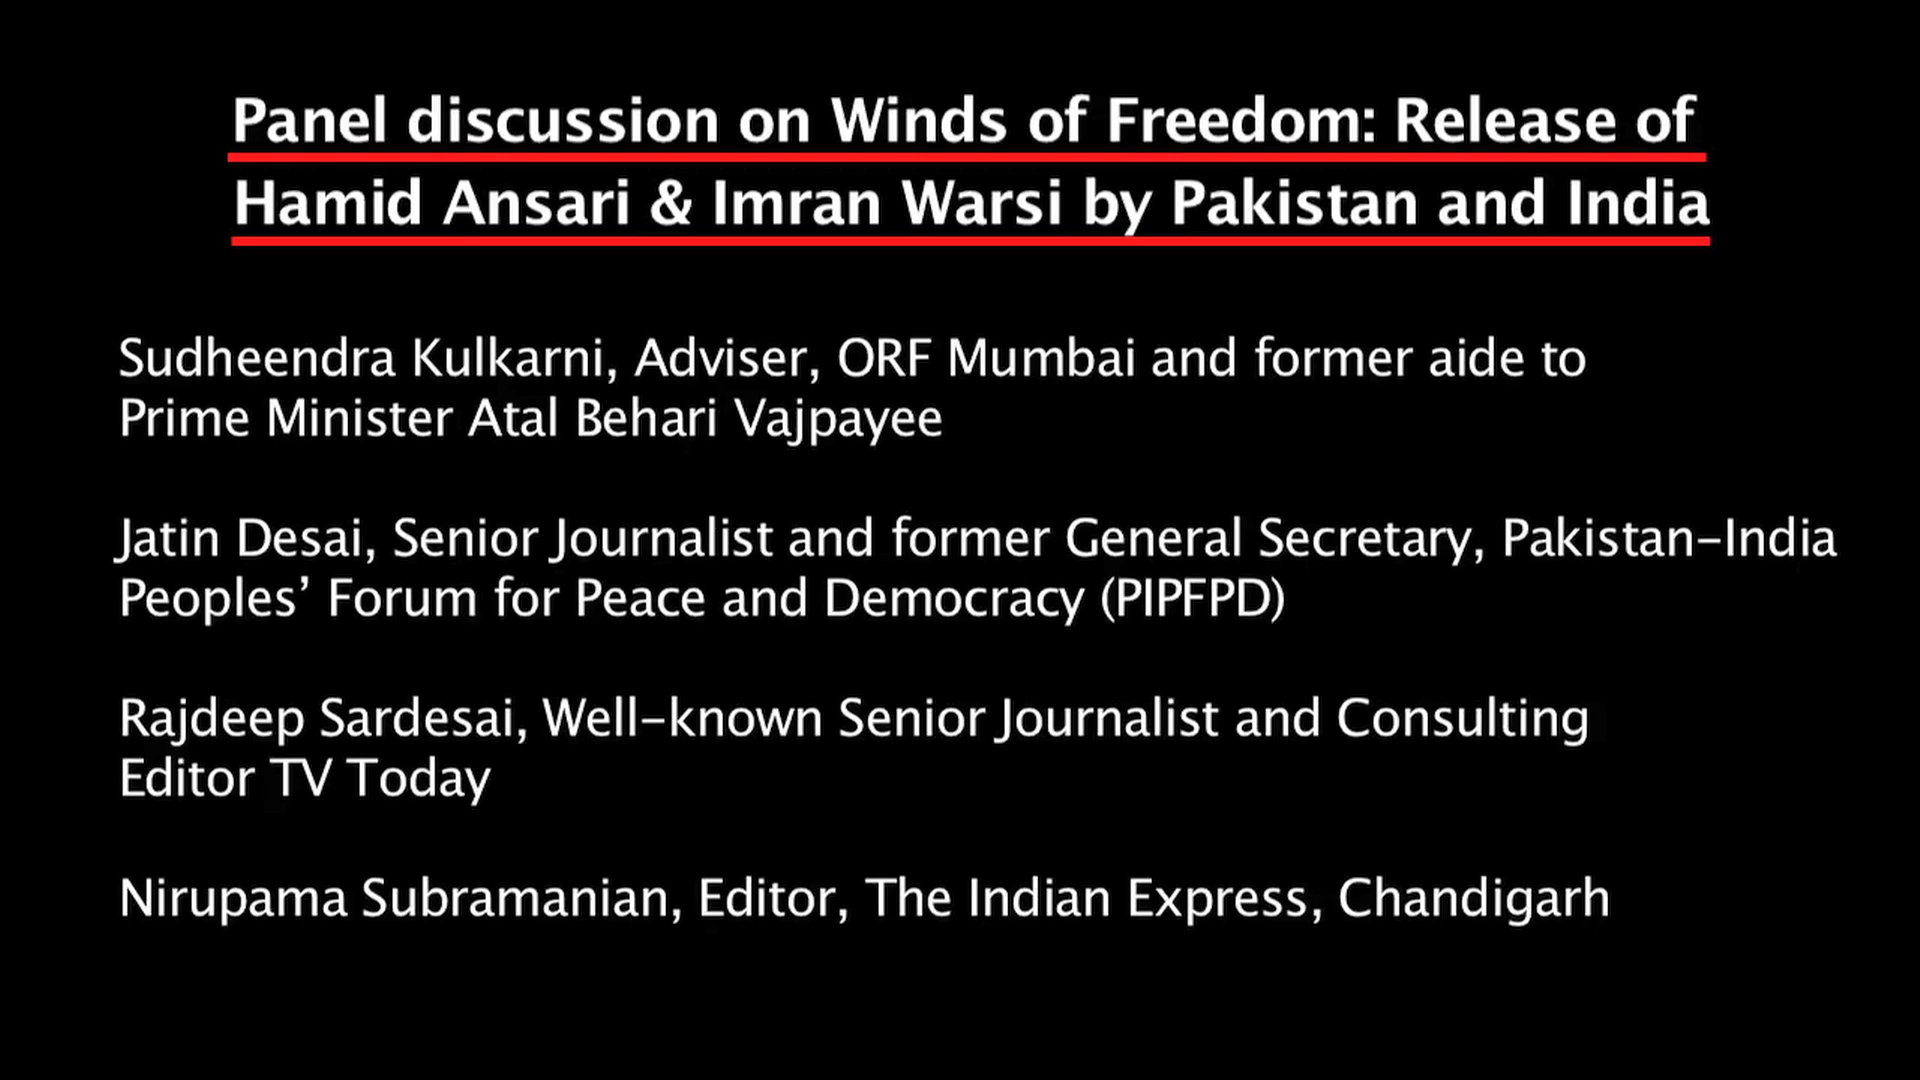 Panel discussion on Winds of Freedom: Release of
Hamid Ansari & Imran Warsi by Pakistan and India
Sudheendra Kulkarni, Adviser, ORF Mumbai and former aide to
Prime Minister Atal Behari Vajpayee
Jatin Desai, Senior Journalist and former General Secretary, Pakistan–India
Peoples’ Forum for Peace and Democracy (PIPFPD)
Rajdeep Sardesai, Well–known Senior Journalist and Consulting
Editor TV Today
Nirupama Subramanian, Editor, The Indian Express, Chandigarh